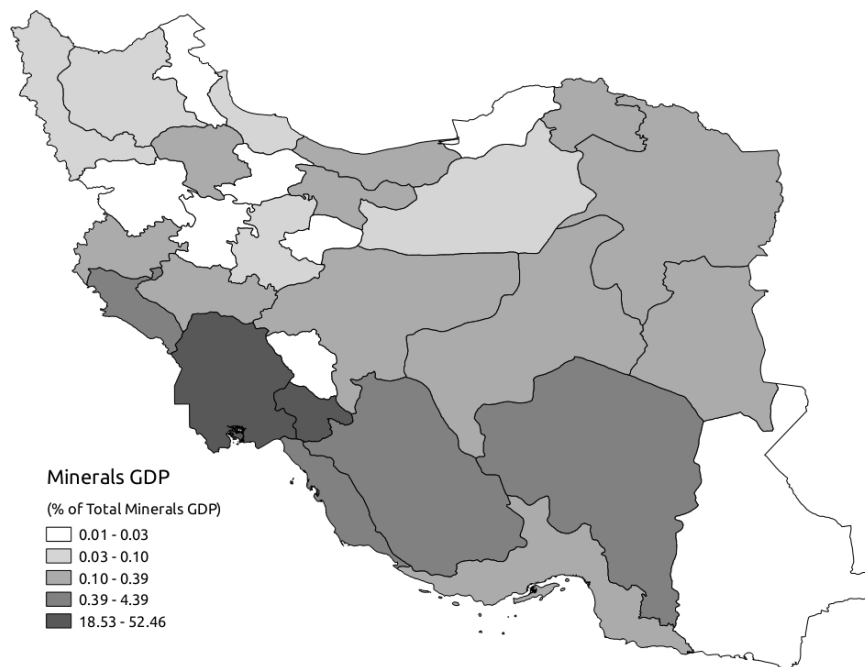 Minerals GDP
(% of Total Minerals GDP)
0.01 - 0.03
0.03 - 0.10
0.10 - 0.39
0.39 - 4.39
18.53 - 52.46